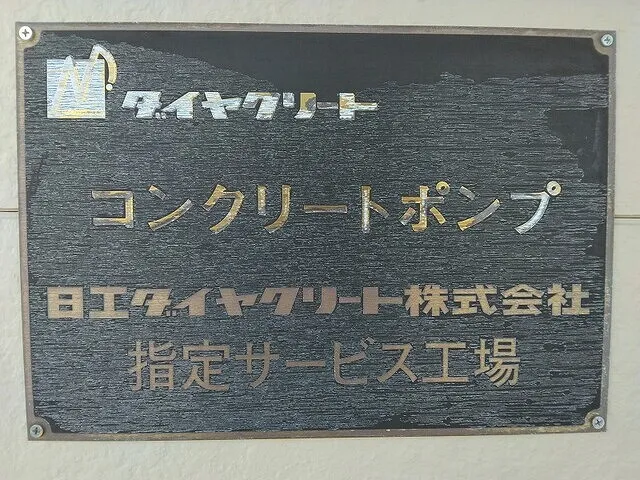 ダイヤクリート
コンクリートポンプ
日工ダイヤクリート株式会社
指定サービス工場